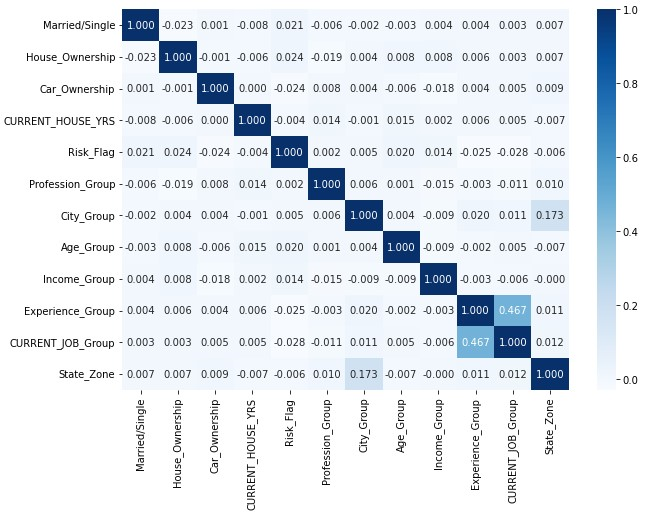 Married/Single 1.000 -0.023 0.001 -0.008 0.021 -0.006 -0.002 -0.003 0.004 0.004 0.003 0.007
House_Ownership -0.023 1.000 -0.001 -0.006 0.024 -0.019 0.004 0.008 0.008 0.006 0.003 0.007
Car_Ownership 0.001 -0.001 1.000 0.000 -0.024 0.008 0.004 -0.006 -0.018 0.004 0.005 0.009
CURRENT_HOUSE_YRS -0.008 -0.006 0.000 1.000 -0.004 0.014 -0.001 0.015 0.002 0.006 0.005 -0.007
Risk_Flag 0.021 0.024 -0.024 -0.004 1.000 0.002 0.005 0.020 0.014 -0.025 -0.028 -0.006
Profession_Group -0.006 -0.019 0.008 0.014 0.002 1.000 0.006 0.001 -0.015 -0.003 -0.011 0.010
City_Group -0.002 0.004 0.004 -0.001 0.005 0.006 1.000 0.004 -0.009 0.020 0.011 0.173
Age_Group -0.003 0.008 -0.006 0.015 0.020 0.001 0.004 1.000 -0.009 -0.002 0.005 -0.007
Income_Group 0.004 0.008 -0.018 0.002 0.014 -0.015 -0.009 -0.009 1.000 -0.003 -0.006 -0.000
Experience_Group 0.004 0.006 0.004 0.006 -0.025 -0.003 0.020 -0.002 -0.003 1.000 0.467 0.011
CURRENT_JOB_Group 0.003 0.003 0.005 0.005 -0.028 -0.011 0.011 0.005 -0.006 0.467 1.000 0.012
State_Zone 0.007 0.007 0.009 -0.007 -0.006 0.010 0.173 -0.007 -0.000 0.011 0.012 1.000
Married/Single
House_Ownership
Car_Ownership
CURRENT_HOUSE_YRS
Risk_Flag
Profession_Group
City_Group
Age_Group
Income_Group
Experience_Group
CURRENT_JOB_Group
State_Zone
1.0
0.8
0.6
0.4
0.2
0.0